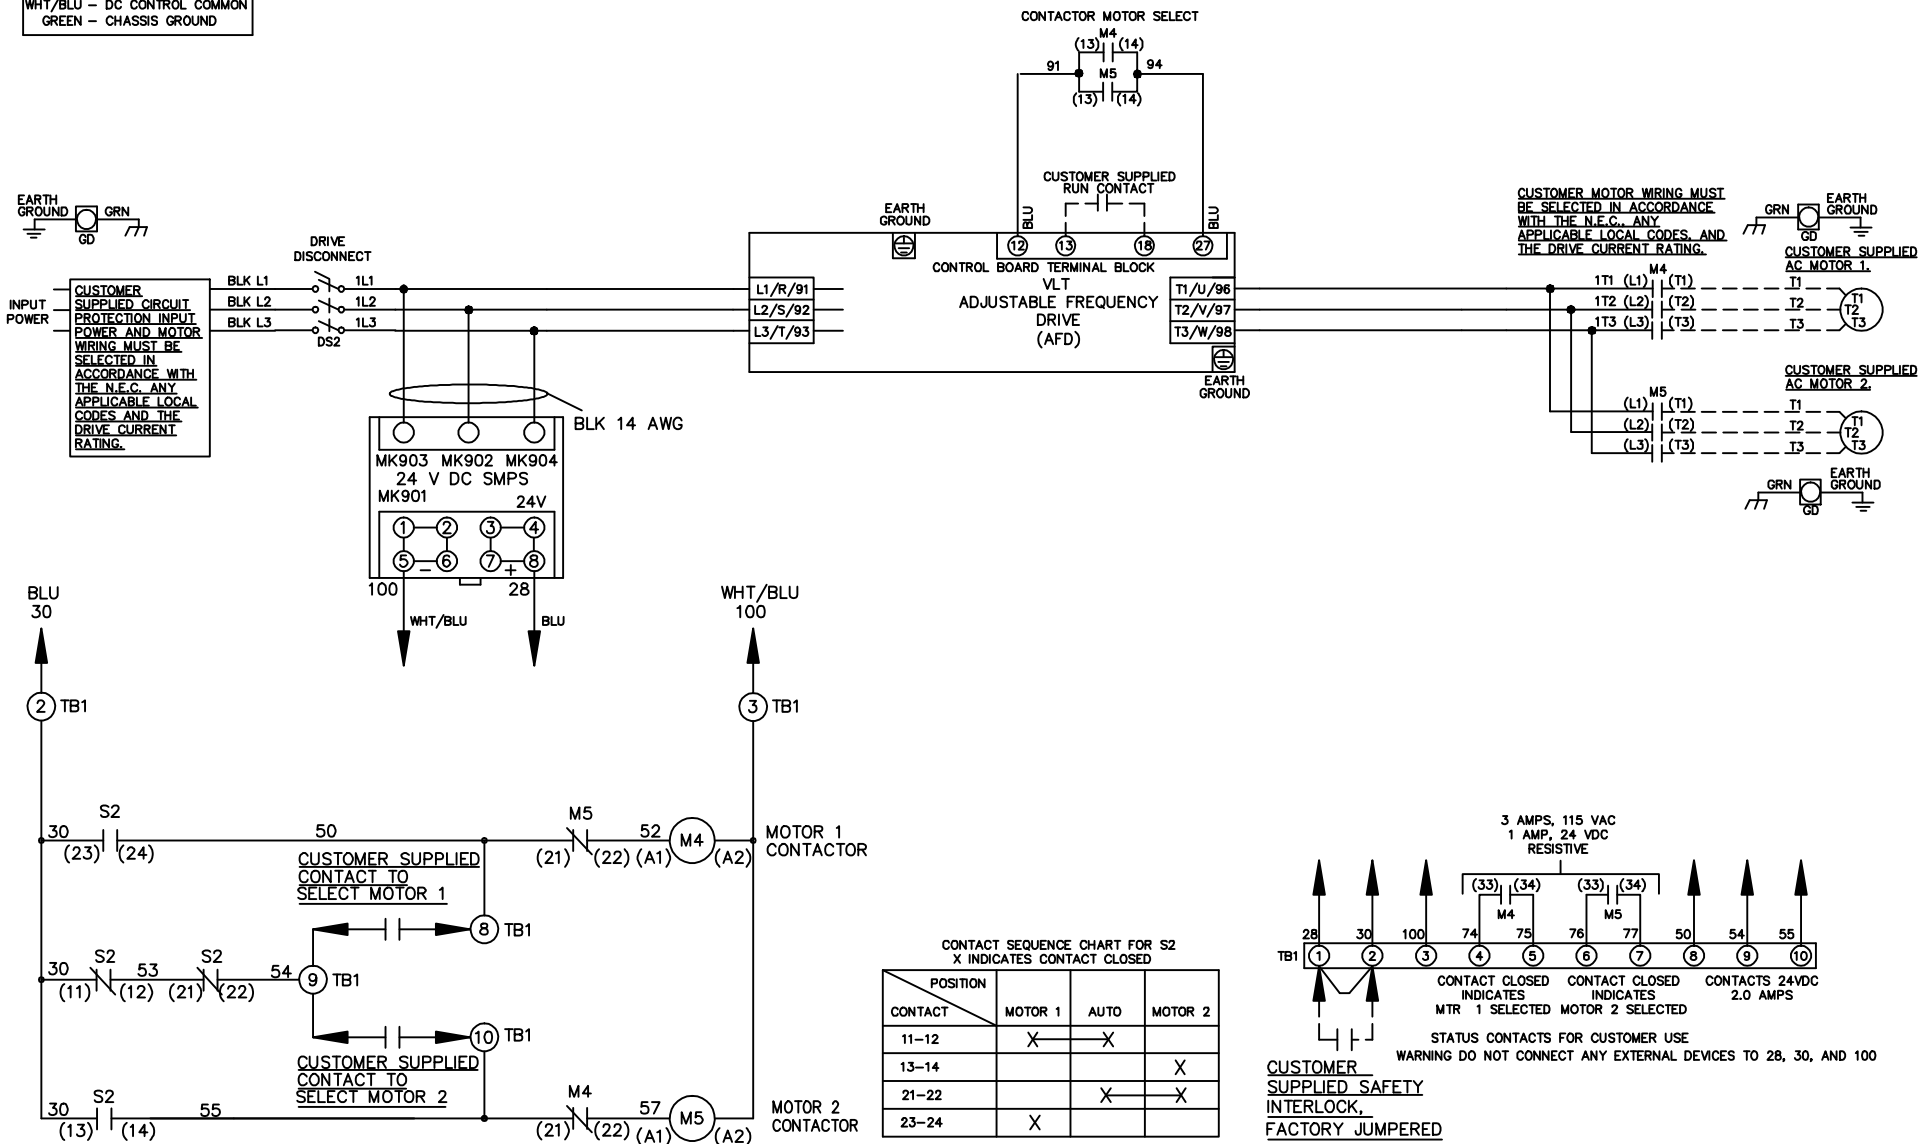 WHT/BLU – DC CONTROL COMMON
GREEN – CHASSIS GROUND
CONTACTOR MOTOR SELECT
M4
(13) (14)
91 M5 94
(13) (14)
BLU BLU
CUSTOMER SUPPLIED
RUN CONTACT
12 13 18 27
CONTROL BOARD TERMINAL BLOCK
VLT
ADJUSTABLE FREQUENCY
DRIVE
(AFD)
EARTH
GROUND
L1/R/91
L2/S/92
L3/T/93
T1/U/96
T2/V/97
T3/W/98
EARTH
GROUND
EARTH
GROUND GRN
GD
DRIVE
DISCONNECT
INPUT
POWER
CUSTOMER
SUPPLIED CIRCUIT
PROTECTION INPUT
POWER AND MOTOR
WIRING MUST BE
SELECTED IN
ACCORDANCE WITH
THE N.E.C. ANY
APPLICABLE LOCAL
CODES AND THE
DRIVE CURRENT
RATING.
BLK L1 1L1
BLK L2 1L2
BLK L3 1L3
DS2
BLK 14 AWG
MK903 MK902 MK904
24 V DC SMPS
MK901
24V
1 2 3 4
5 6 7 8
– +
100 28
WHT/BLU BLU
CUSTOMER MOTOR WIRING MUST
BE SELECTED IN ACCORDANCE
WITH THE N.E.C., ANY
APPLICABLE LOCAL CODES, AND
THE DRIVE CURRENT RATING.
GRN EARTH
GROUND
GD
CUSTOMER SUPPLIED
AC MOTOR 1.
M4
1T1 (L1) (T1) T1 T1
1T2 (L2) (T2) T2 T2
1T3 (L3) (T3) T3 T3
CUSTOMER SUPPLIED
AC MOTOR 2.
M5
(L1) (T1) T1 T1
(L2) (T2) T2 T2
(L3) (T3) T3 T3
GRN EARTH
GROUND
GD
BLU
30
WHT/BLU
100
2 TB1
3 TB1
S2 M5
30 50 52 M4
(23) (24) (21) (22) (A1) (A2)
MOTOR 1
CONTACTOR
CUSTOMER SUPPLIED
CONTACT TO
SELECT MOTOR 1
8 TB1
S2 S2
30 53 54 9 TB1
(11) (12) (21) (22)
10 TB1
CUSTOMER SUPPLIED
CONTACT TO
SELECT MOTOR 2
S2 M4
30 55 57 M5
(13) (14) (21) (22) (A1) (A2)
MOTOR 2
CONTACTOR
CONTACT SEQUENCE CHART FOR S2
X INDICATES CONTACT CLOSED
POSITION
CONTACT MOTOR 1 AUTO MOTOR 2
11–12 X X
13–14 X
21–22 X X
23–24 X
3 AMPS, 115 VAC
1 AMP, 24 VDC
RESISTIVE
(33) (34) (33) (34)
M4 M5
28 30 100 74 75 76 77 50 54 55
TB1 1 2 3 4 5 6 7 8 9 10
CONTACT CLOSED
INDICATES
MTR 1 SELECTED
CONTACT CLOSED
INDICATES
MOTOR 2 SELECTED
CONTACTS 24VDC
2.0 AMPS
STATUS CONTACTS FOR CUSTOMER USE
WARNING DO NOT CONNECT ANY EXTERNAL DEVICES TO 28, 30, AND 100
CUSTOMER
SUPPLIED SAFETY
INTERLOCK,
FACTORY JUMPERED